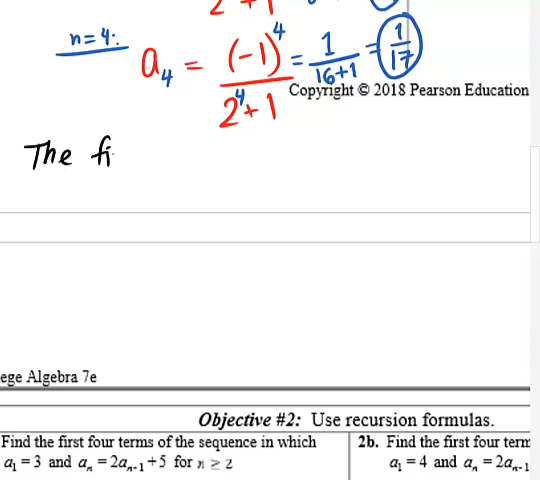 2 + 1
n=4:
a₄ = (-1)⁴ / 2⁴+1 = 1 / 16+1 = 1/17
Copyright © 2018 Pearson Education
The fi
ege Algebra 7e
Objective #2: Use recursion formulas.
Find the first four terms of the sequence in which
a₁ = 3 and aₙ = 2aₙ₋₁ + 5 for n ≥ 2
2b. Find the first four term
a₁ = 4 and aₙ = 2aₙ₋₁